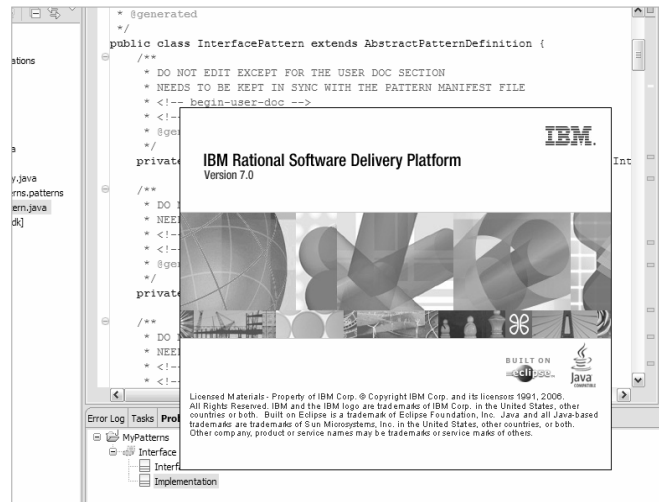 * @generated
*/
public class InterfacePattern extends AbstractPatternDefinition {
/**
* DO NOT EDIT EXCEPT FOR THE USER DOC SECTION
* NEEDS TO BE KEPT IN SYNC WITH THE PATTERN MANIFEST FILE
* <!-- begin-user-doc -->
* <!--
* @ge
*/
privat
Int
/**
* DO
* NEE
* <!--
* <!--
* @ge
*/
privat
/**
* DO
* NEE
* <!--
* <!--
ations
a
y.java
rns.patterns
ern.java
dk]
IBM.
IBM Rational Software Delivery Platform
Version 7.0
BUILT ON
eclipse
Java
COMPATIBLE
Licensed Materials - Property of IBM Corp. © Copyright IBM Corp. and its licensors 1991, 2006.
All Rights Reserved. IBM and the IBM logo are trademarks of IBM Corp. in the United States, other
countries or both. Built on Eclipse is a trademark of Eclipse Foundation, Inc. Java and all Java-based
trademarks are trademarks of Sun Microsystems, Inc. in the United States, other countries, or both.
Other company, product or service names may be trademarks or service marks of others.
Error Log Tasks Prol
MyPatterns
Interface
Interf
Implementation